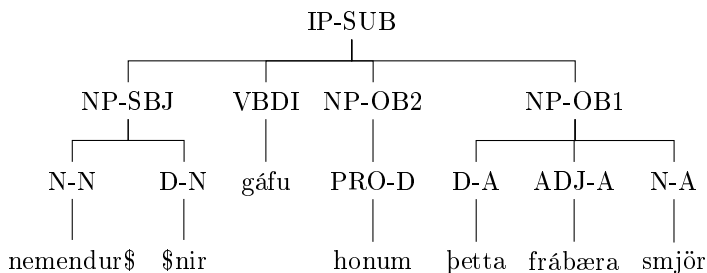 IP-SUB
NP-SBJ VBDI NP-OB2 NP-OB1
N-N D-N gáfu PRO-D D-A ADJ-A N-A
nemendur$ $nir honum þetta frábæra smjör